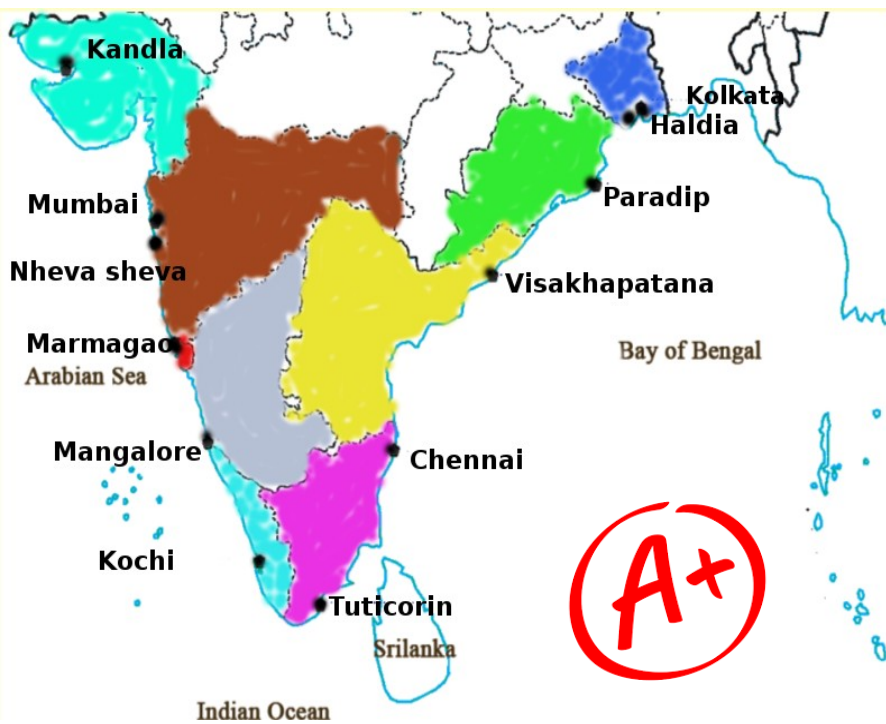 Kandla
Kolkata
Haldia
Mumbai
Paradip
Nheva sheva
Visakhapatana
Marmagao
Bay of Bengal
Arabian Sea
Mangalore
Chennai
Kochi
A+
Tuticorin
Srilanka
Indian Ocean